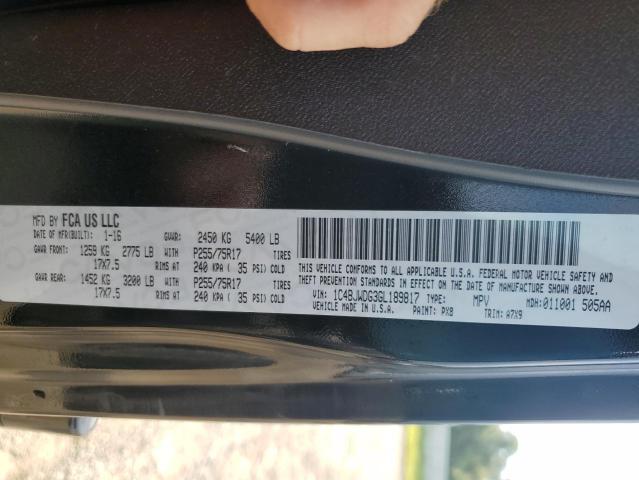 MFD BY FCA US LLC
DATE OF MFR(BUILT): 1-16 GVWR: 2450 KG 5400 LB
GAWR FRONT: 1259 KG 2775 LB WITH P255/75R17 TIRES
17X7.5 RIMS AT 240 KPA ( 35 PSI) COLD
GAWR REAR: 1452 KG 3200 LB WITH P255/75R17 TIRES
17X7.5 RIMS AT 240 KPA ( 35 PSI) COLD
THIS VEHICLE CONFORMS TO ALL APPLICABLE U.S.A. FEDERAL MOTOR VEHICLE SAFETY,
BUMPER, AND THEFT PREVENTION STANDARDS IN EFFECT ON THE DATE OF MANUFACTURE SHOWN ABOVE.
VIN: 1C4BJWDG3GL189817 TYPE: MPV MDH:011001 505AA
VEHICLE MADE IN U.S.A. PAINT: PX8 TRIM: A7X9